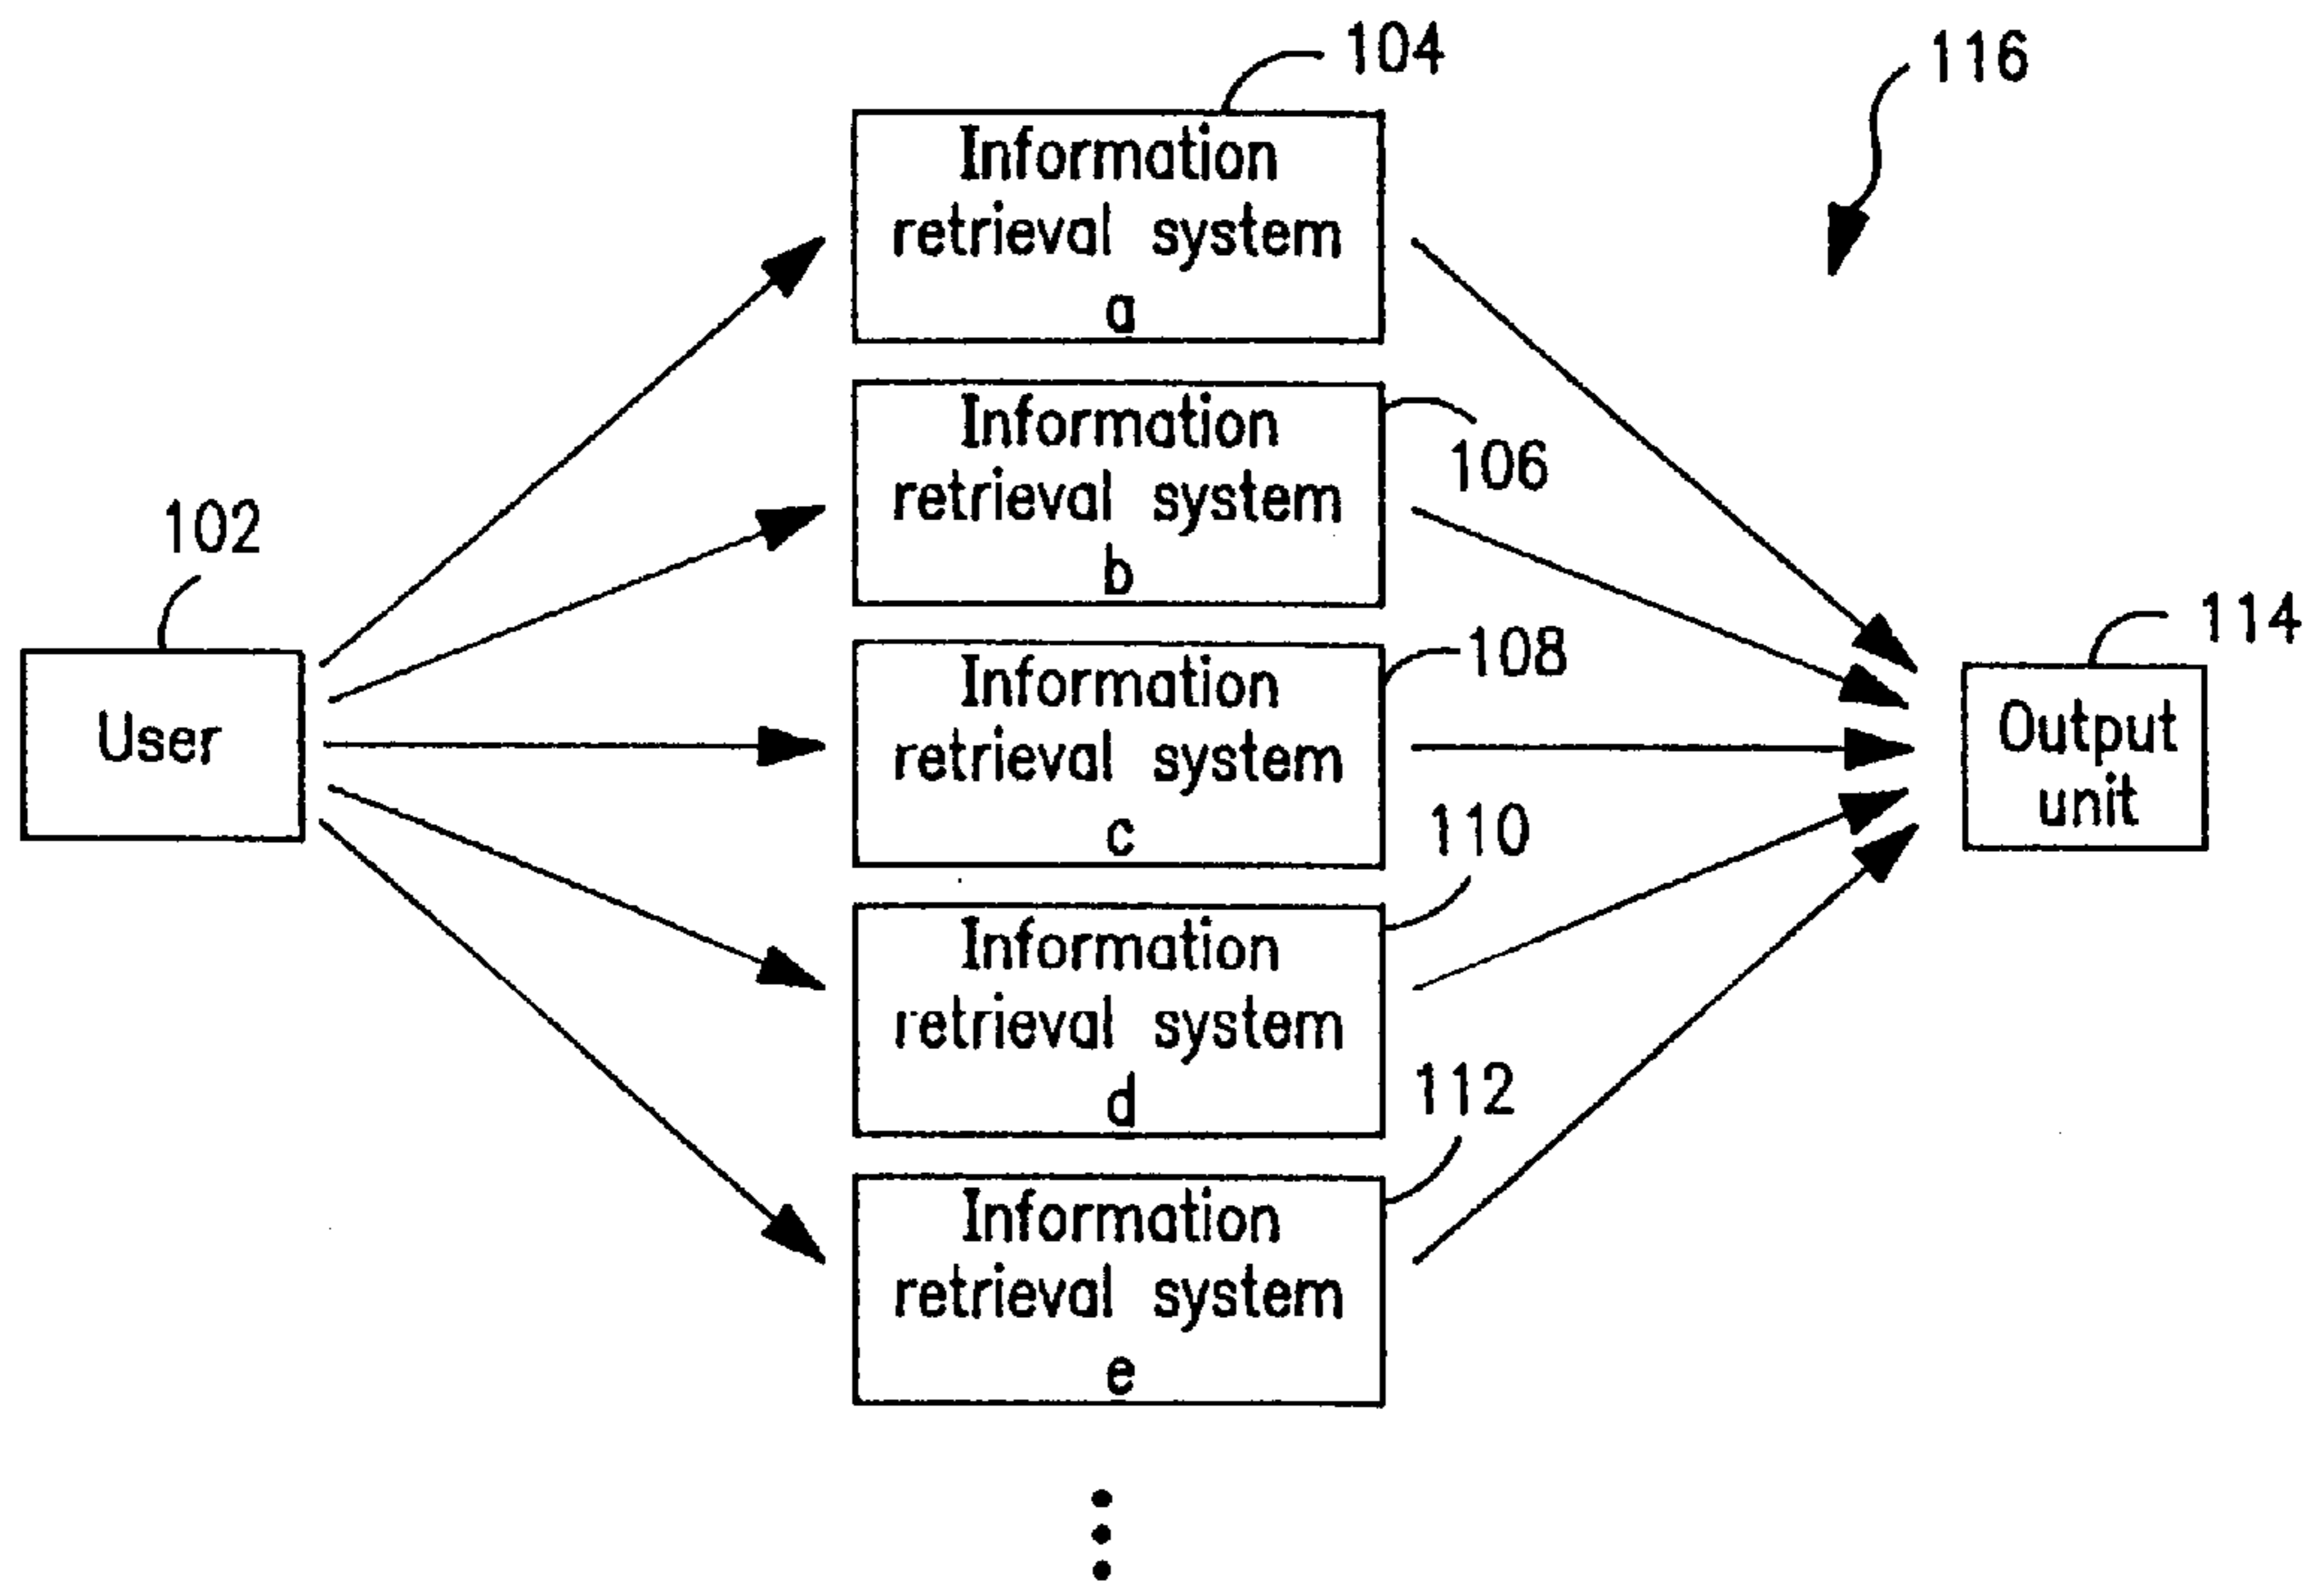 104
116
Information
retrieval system
a
Information
retrieval system
b
106
102
User
Information
retrieval system
c
108
114
Output
unit
110
Information
retrieval system
d
112
Information
retrieval system
e